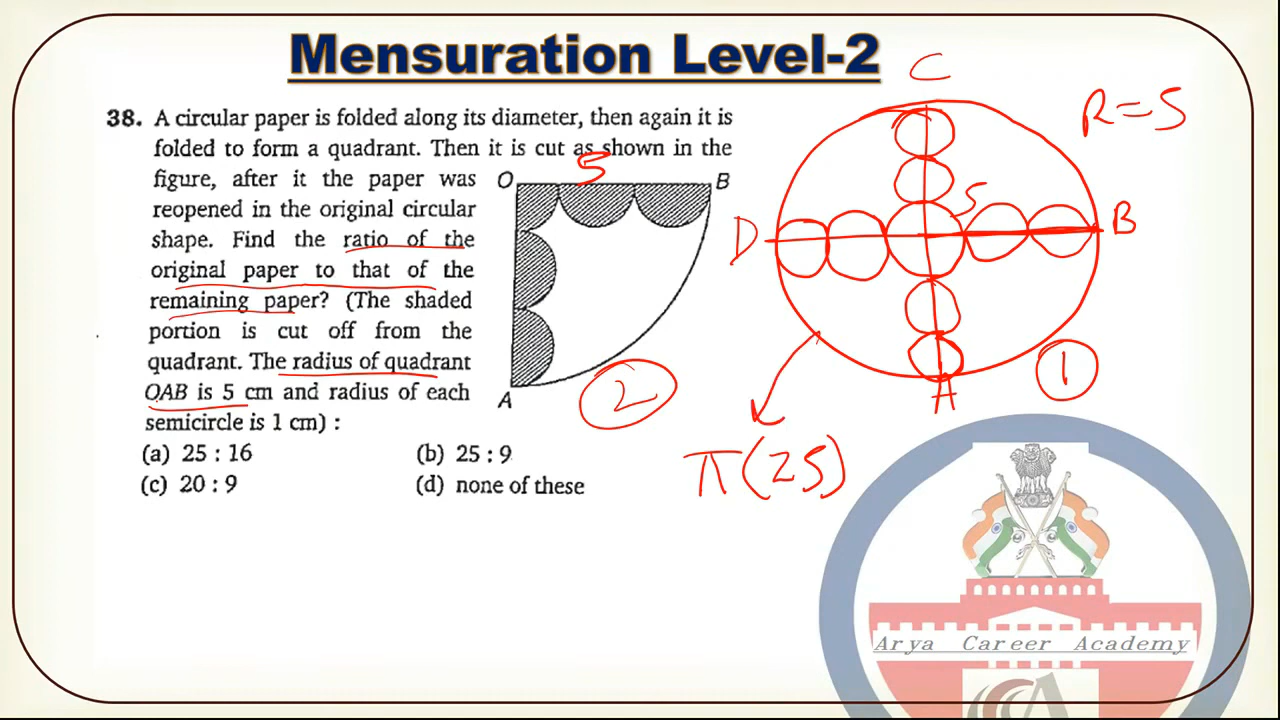 Mensuration Level-2
38. A circular paper is folded along its diameter, then again it is
folded to form a quadrant. Then it is cut as shown in the
figure, after it the paper was
reopened in the original circular
shape. Find the ratio of the
original paper to that of the
remaining paper? (The shaded
portion is cut off from the
quadrant. The radius of quadrant
OAB is 5 cm and radius of each
semicircle is 1 cm) :
(a) 25 : 16 (b) 25 : 9
(c) 20 : 9 (d) none of these
O 5 B
A
2
C
R=5
D 5 B
A
1
π(25)
Arya Career Academy